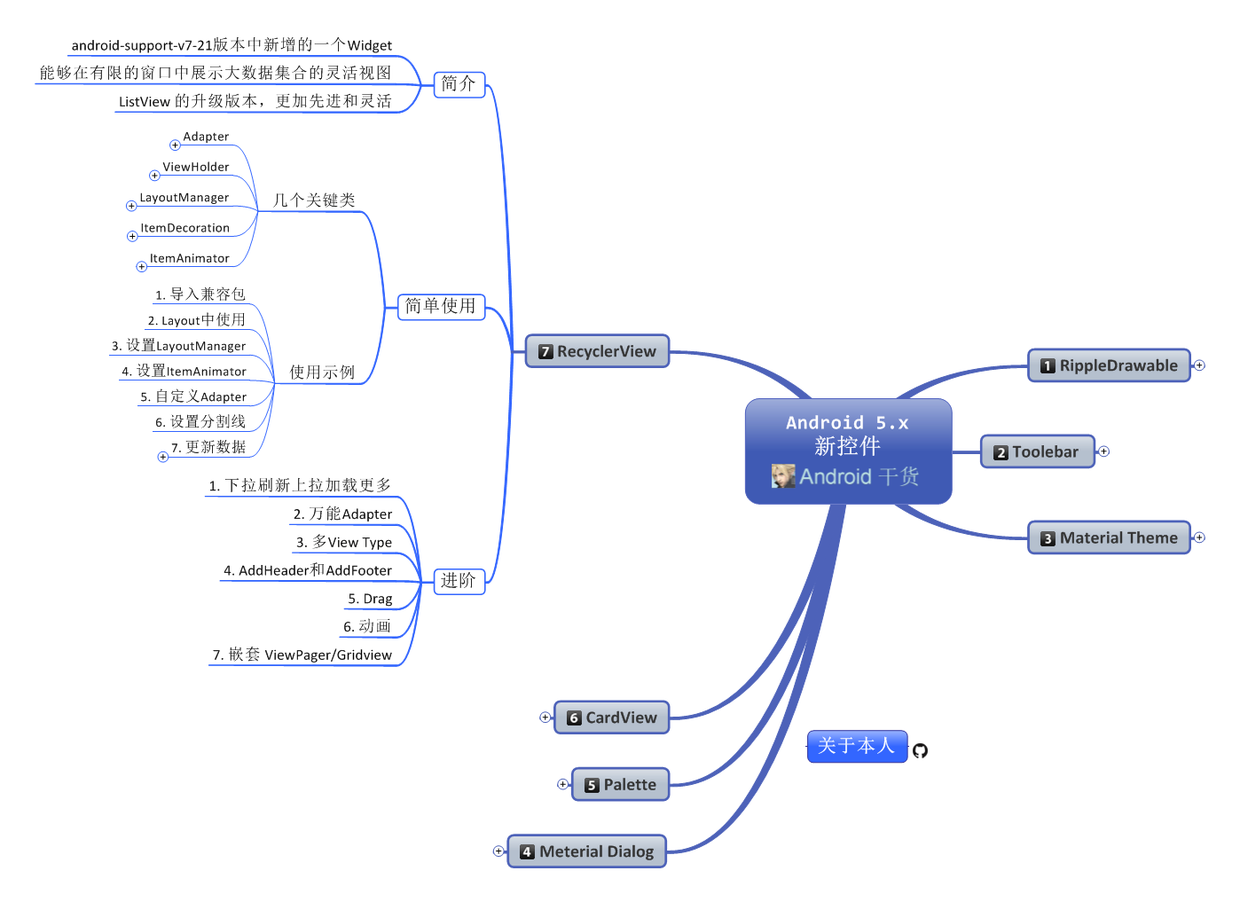 android-support-v7-21版本中新增的一个Widget
能够在有限的窗口中展示大数据集合的灵活视图
ListView 的升级版本，更加先进和灵活
简介
Adapter
ViewHolder
LayoutManager
ItemDecoration
ItemAnimator
几个关键类
1. 导入兼容包
2. Layout中使用
3. 设置LayoutManager
4. 设置ItemAnimator
5. 自定义Adapter
6. 设置分割线
7. 更新数据
使用示例
简单使用
1. 下拉刷新上拉加载更多
2. 万能Adapter
3. 多View Type
4. AddHeader和AddFooter
5. Drag
6. 动画
7. 嵌套 ViewPager/Gridview
进阶
7 RecyclerView
Android 5.x
新控件
Android 干货
1 RippleDrawable
2 Toolebar
3 Material Theme
6 CardView
5 Palette
4 Meterial Dialog
关于本人